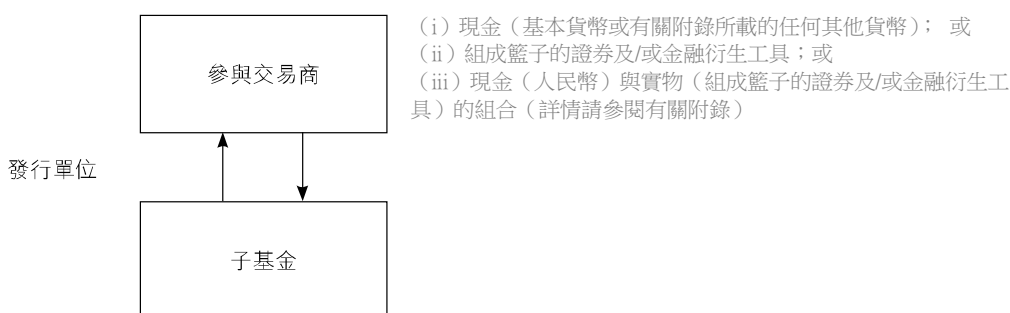 （i）現金（基本貨幣或有關附錄所載的任何其他貨幣）； 或
（ii）組成籃子的證券及/或金融衍生工具；或
（iii）現金（人民幣）與實物（組成籃子的證券及/或金融衍生工
具）的組合（詳情請參閱有關附錄）
參與交易商
發行單位
子基金